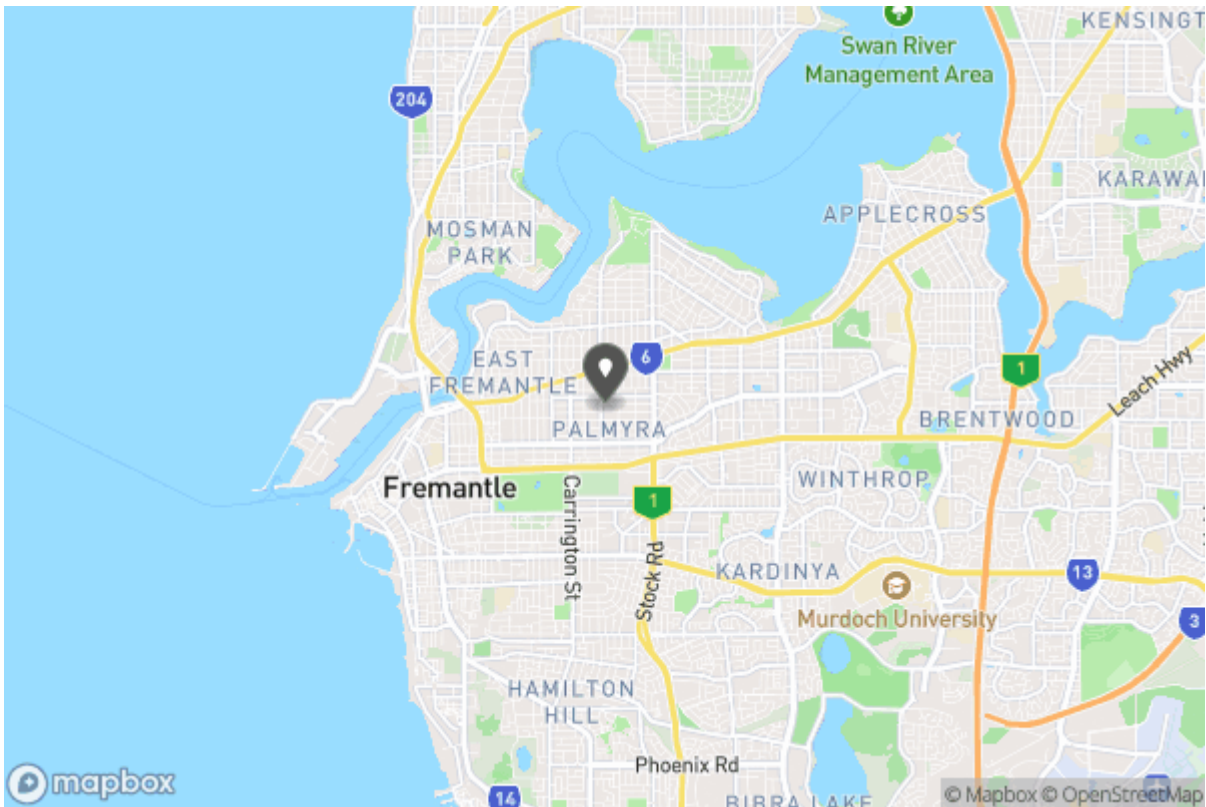 KENSINGT
Swan River
Management Area
204
KARAWAR
APPLECROSS
MOSMAN
PARK
EAST
FREMANTLE
6
1
Leach Hwy
BRENTWOOD
PALMYRA
WINTHROP
Fremantle
Carrington St
1
Stock Rd
KARDINYA
13
Murdoch University
3
HAMILTON
HILL
Phoenix Rd
mapbox
14
BIBRA LAKE
© Mapbox © OpenStreetMap